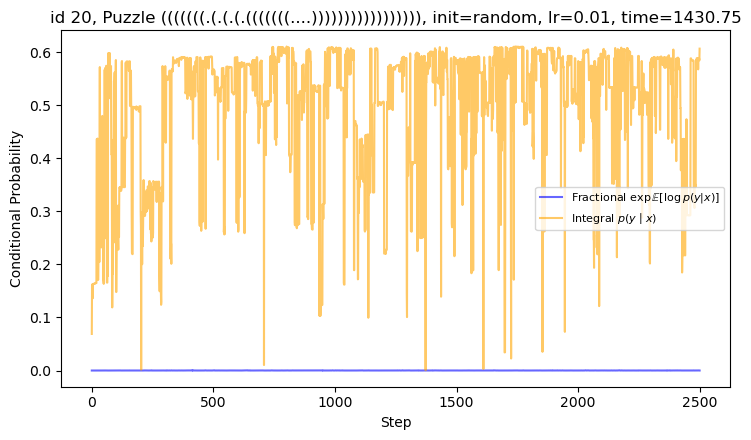 id 20, Puzzle (((((((.(.(.(.(((((((....))))))))))))))))), init=random, lr=0.01, time=1430.75
Conditional Probability
0.6
0.5
0.4
0.3
0.2
0.1
0.0
Fractional exp 𝔼[log p(y|x)]
Integral p(y | x)
0
500
1000
1500
2000
2500
Step